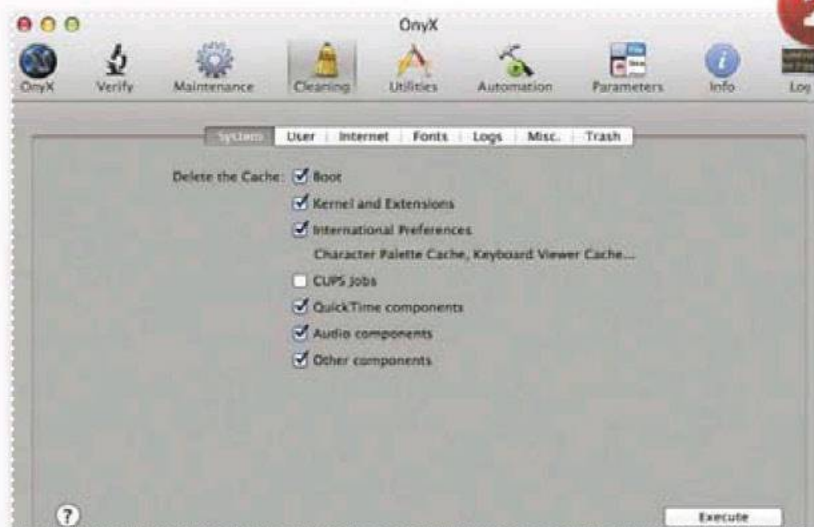 OnyX
OnyX Verify Maintenance Cleaning Utilities Automation Parameters Info Log
System User Internet Fonts Logs Misc. Trash
Delete the Cache: Boot
Kernel and Extensions
International Preferences
Character Palette Cache, Keyboard Viewer Cache...
CUPS Jobs
QuickTime components
Audio components
Other components
? Execute